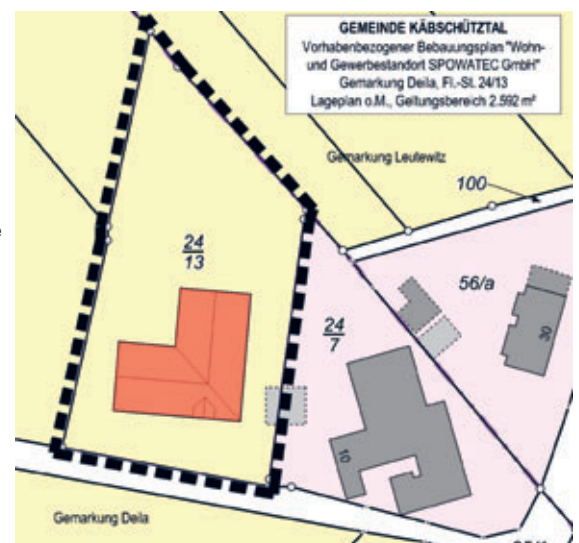 GEMEINDE KÄBSCHÜTZTAL
Vorhabenbezogener Bebauungsplan "Wohn-
und Gewerbestandort SPOWATEC GmbH"
Gemarkung Deila, Fl.-St. 24/13
Lageplan o.M., Geltungsbereich 2.592 m²
Gemarkung Leutewitz
100
24
13
56/a
24
7
30
10
e
Gemarkung Deila